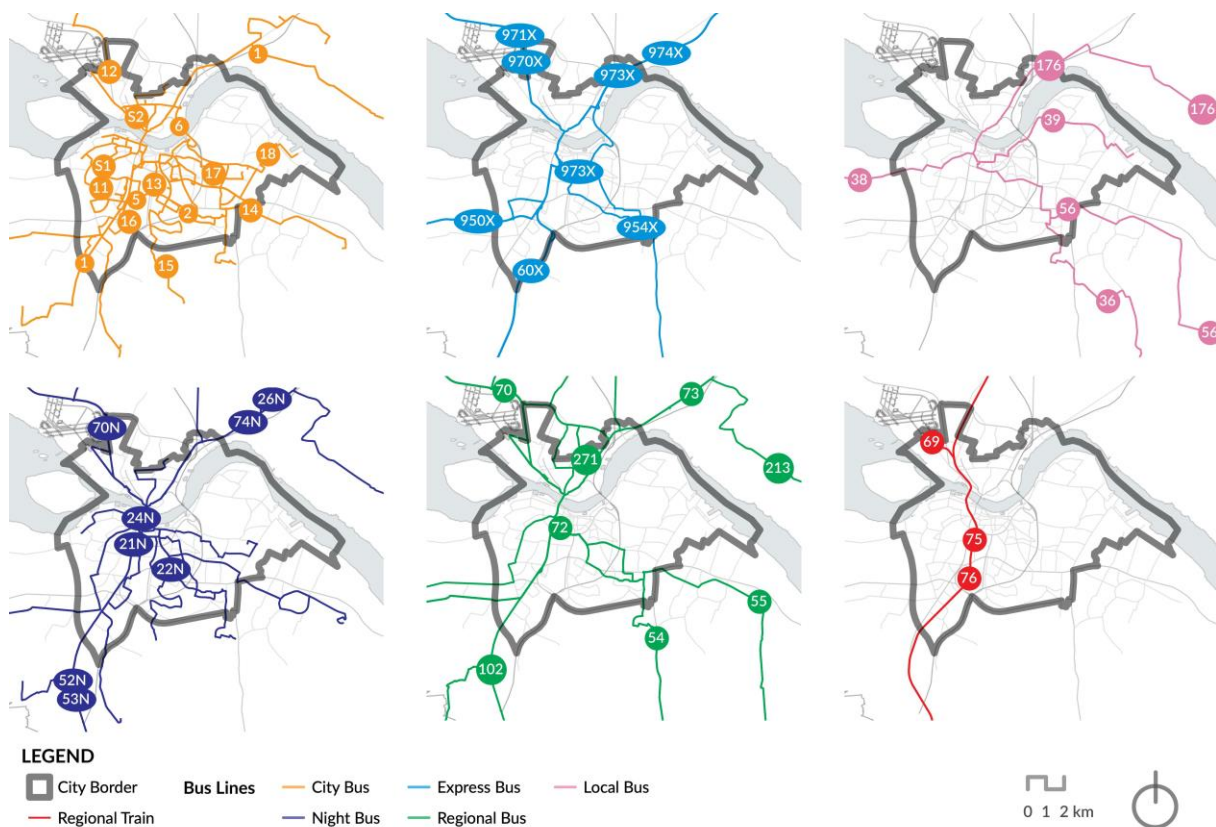 1
12
S2
6
18
S1
17
11
13
5
2
14
16
1
15
971X
974X
970X
973X
973X
950X
954X
60X
176
176
39
38
56
36
56
26N
74N
70N
24N
21N
22N
52N
53N
70
73
271
213
72
55
54
102
69
75
76
LEGEND
City Border Bus Lines City Bus Express Bus Local Bus
Regional Train Night Bus Regional Bus
0 1 2 km